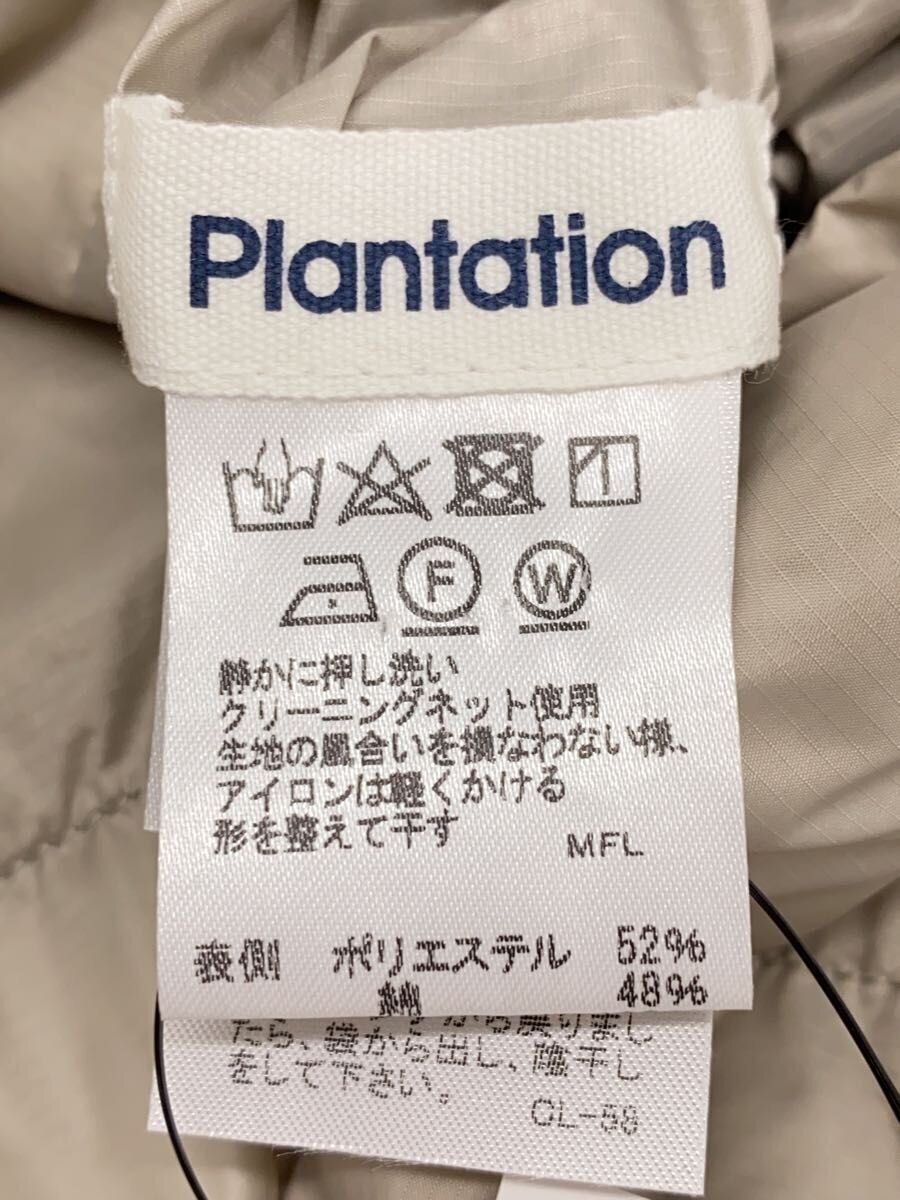 Plantation
F W
静かに押し洗い
クリーニングネット使用
生地の風合いを損なわない様、
アイロンは軽くかける
形を整えて干す
MFL
表側 ポリエステル 52%
綿 48%
たら、袋から出し、陰干し
をして下さい。
CL-58